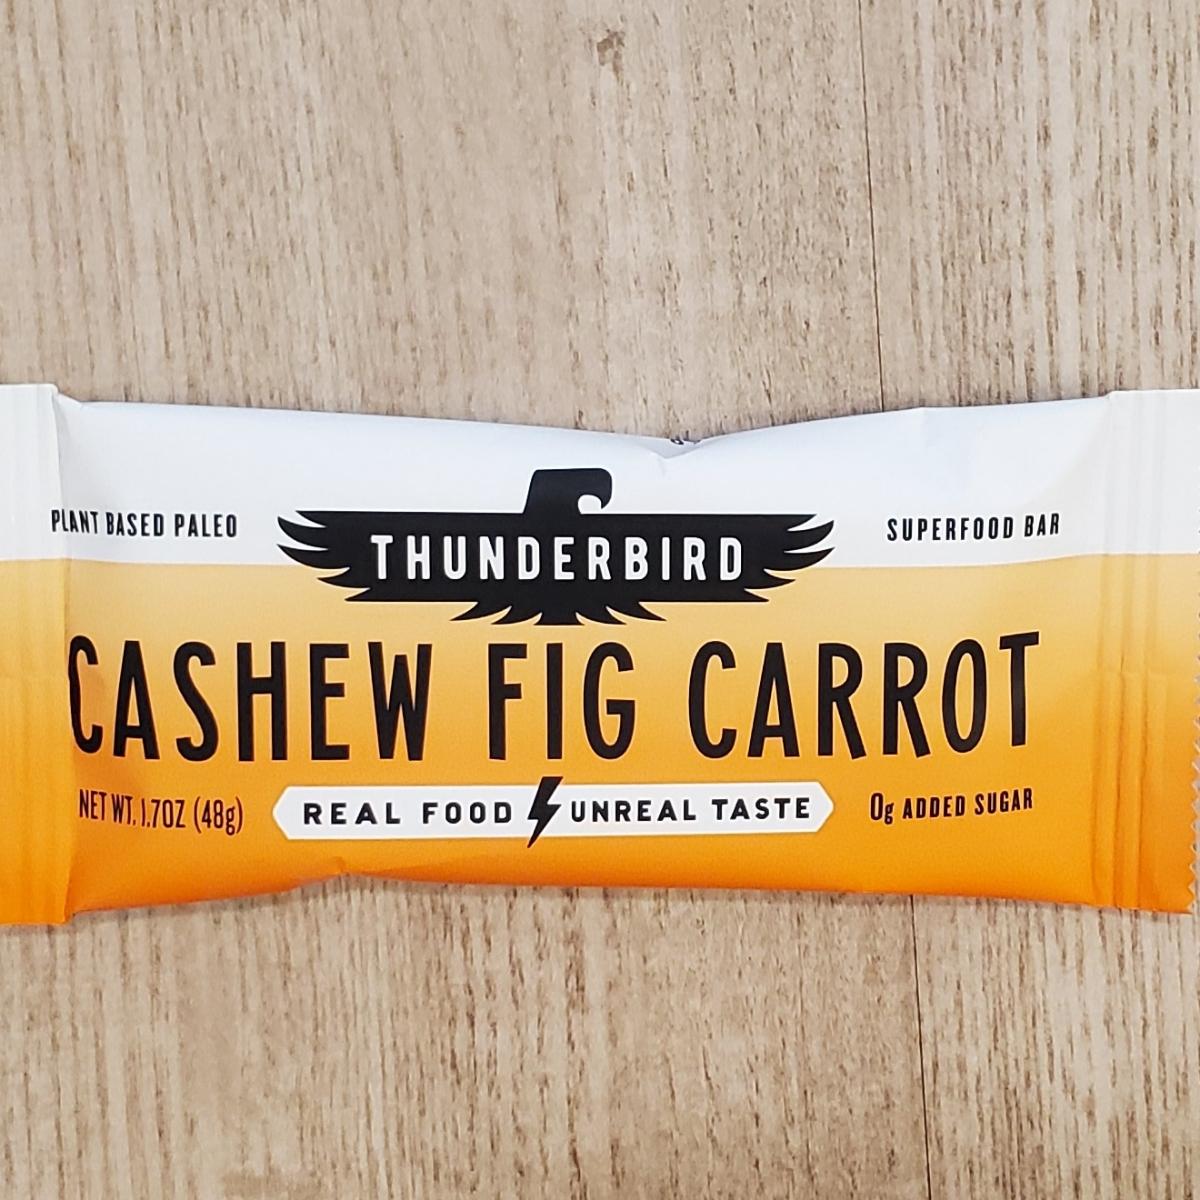 PLANT BASED PALEO
THUNDERBIRD
SUPERFOOD BAR
CASHEW FIG CARROT
NET WT. 1.7OZ (48g)
REAL FOOD UNREAL TASTE
0g ADDED SUGAR